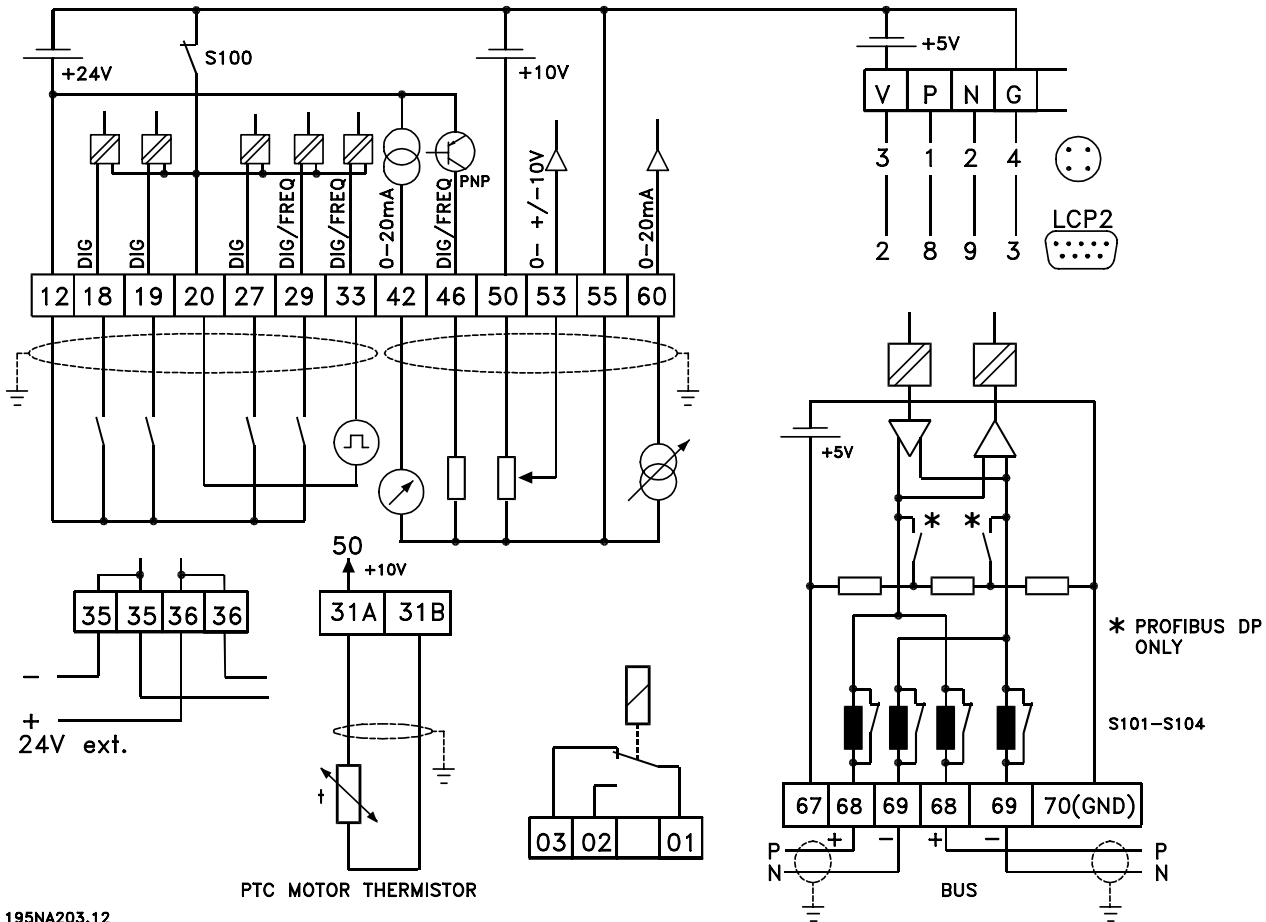 +24V
S100
+10V
+5V
V P N G
3 1 2 4
LCP2
2 8 9 3
PNP
DIG
DIG
DIG
DIG/FREQ
DIG/FREQ
0-20mA
DIG/FREQ
0- +/-10V
0-20mA
12 18 19 20 27 29 33 42 46 50 53 55 60
+5V
* *
50
+10V
35 35 36 36
31A 31B
-
+
24V ext.
t
PTC MOTOR THERMISTOR
03 02 01
* PROFIBUS DP
ONLY
S101-S104
67 68 69 68 69 70(GND)
+ - + -
P P
N N
BUS
195NA203.12